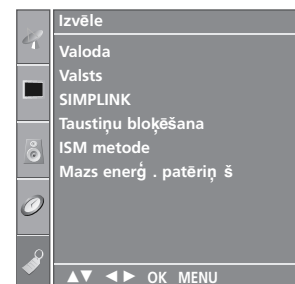 Izvēle
Valoda
Valsts
SIMPLINK
Taustiņu bloķēšana
ISM metode
Mazs enerģ . patēriņ š
▲▼ ◄► OK MENU